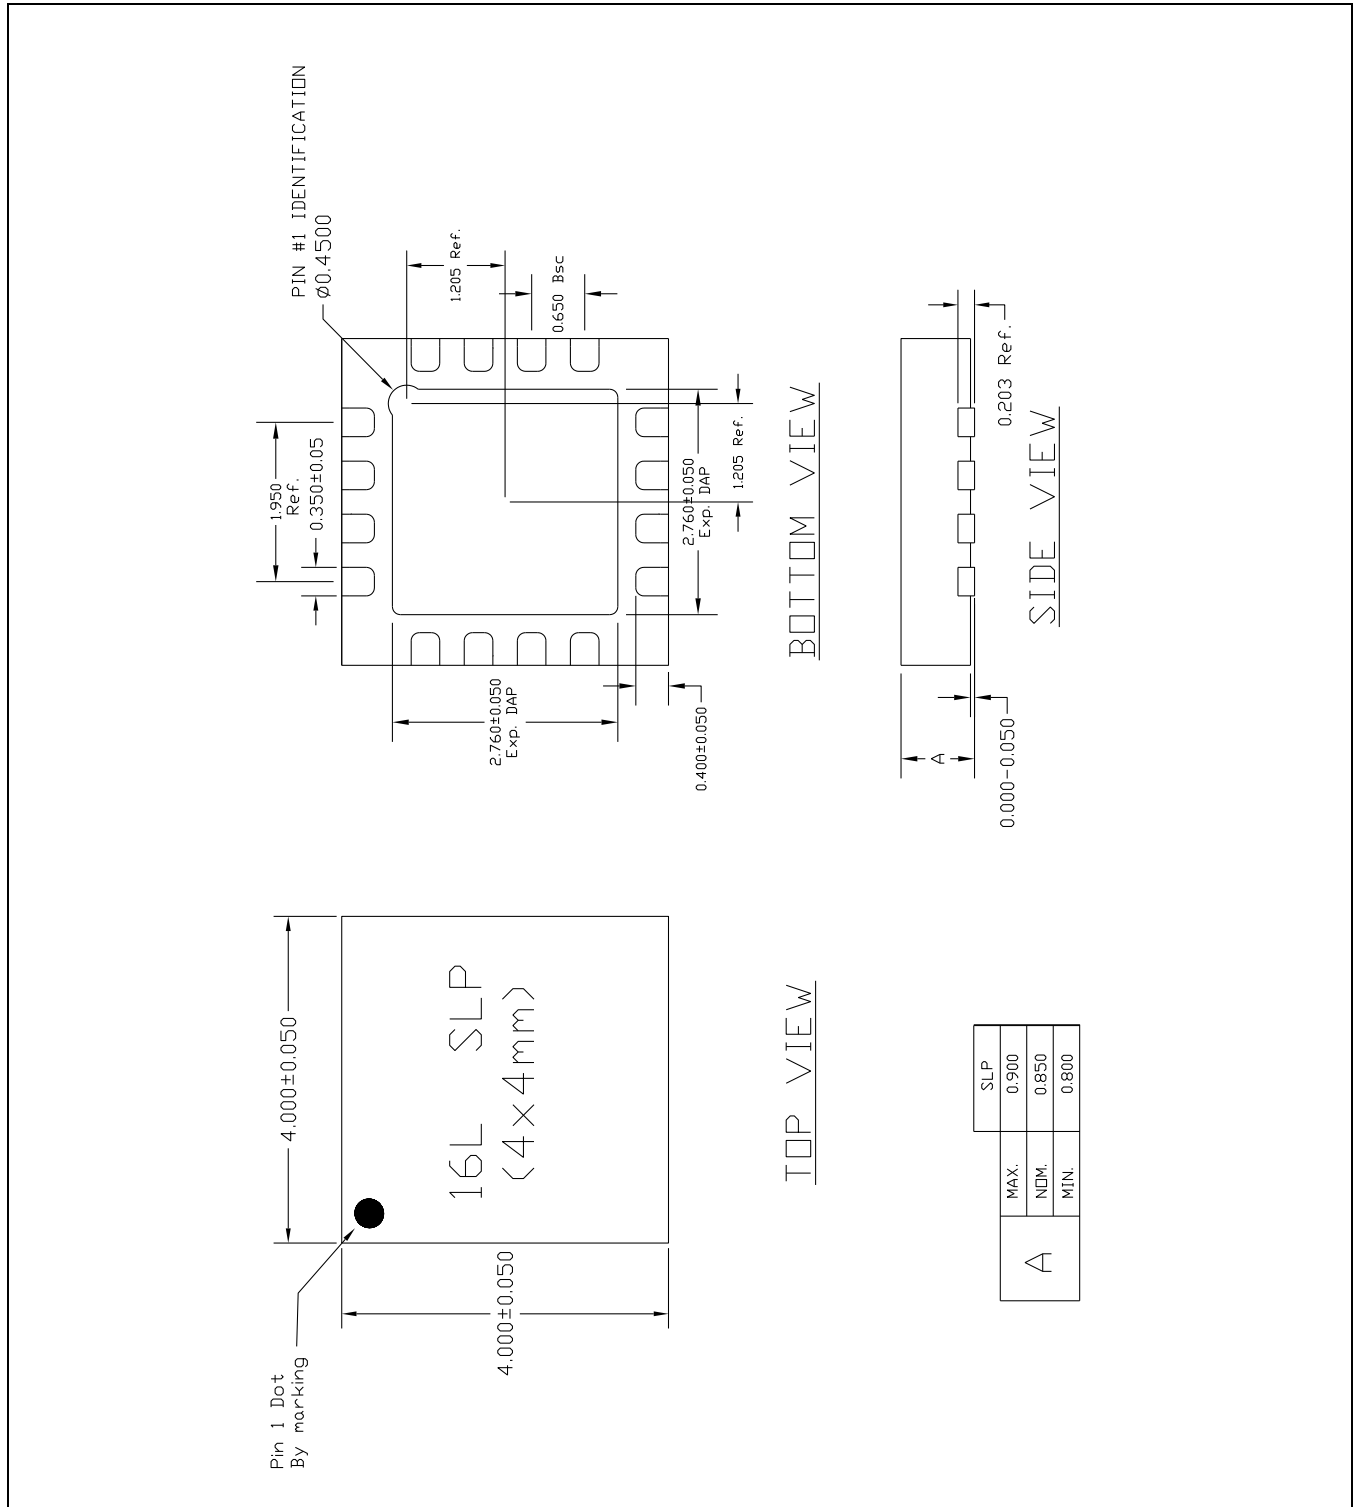 Pin 1 Dot
By marking
4.000±0.050
4.000±0.050
16L SLP
(4x4mm)
TOP VIEW
PIN #1 IDENTIFICATION
Ø0.4500
1.950
Ref.
0.350±0.05
1.205 Ref.
0.650 Bsc
1.205 Ref.
2.760±0.050
Exp. DAP
2.760±0.050
Exp. DAP
0.400±0.050
BOTTOM VIEW
0.203 Ref.
A
0.000-0.050
SIDE VIEW
SLP
A
MAX. 0.900
NOM. 0.850
MIN. 0.800